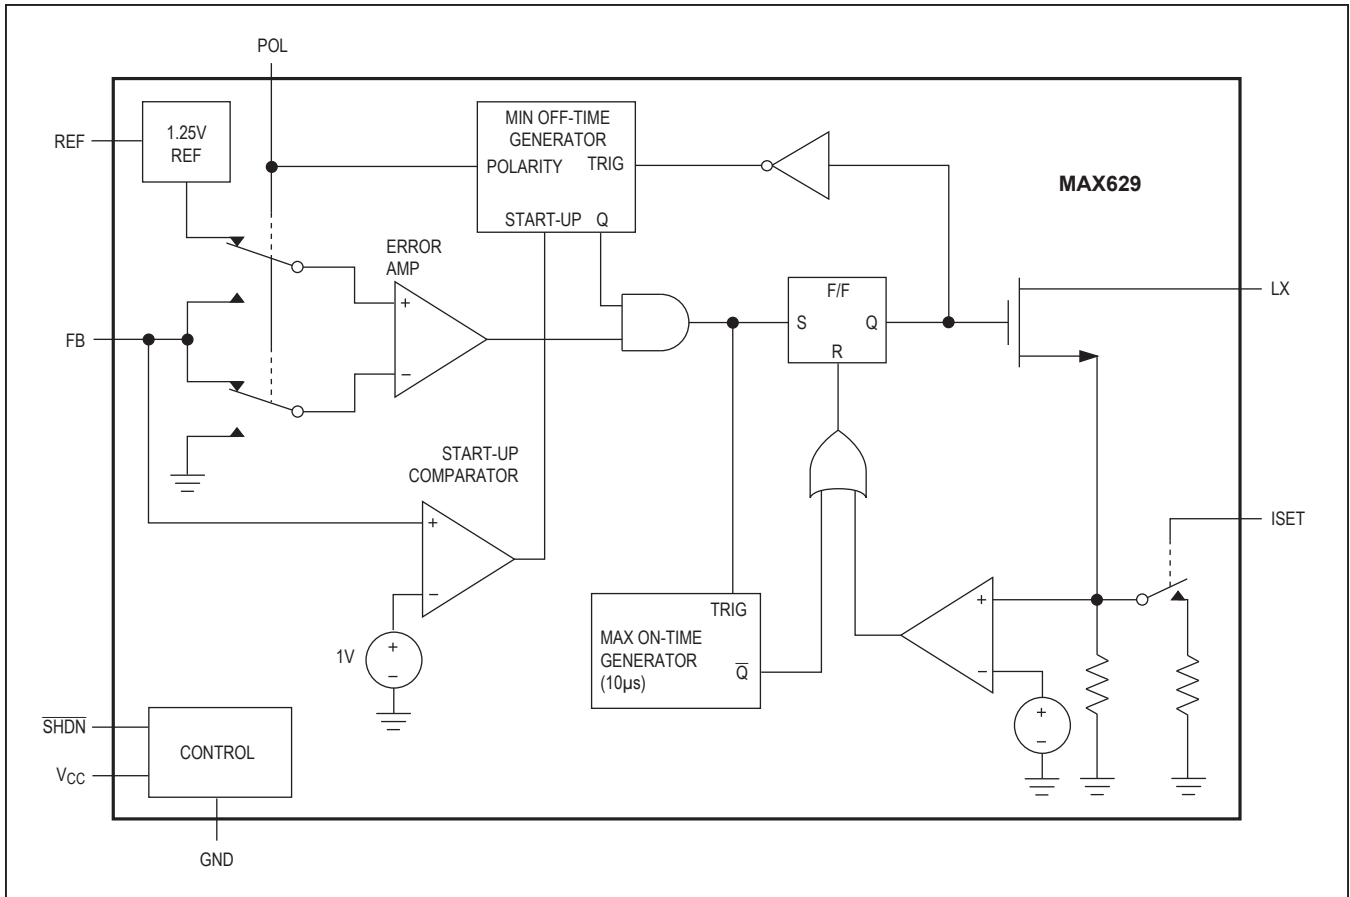 POL
REF
1.25V
REF
MIN OFF-TIME
GENERATOR
POLARITY TRIG
START-UP Q
MAX629
ERROR
AMP
+
−
F/F
S Q
R
LX
FB
START-UP
COMPARATOR
+
−
1V
+
−
ISET
TRIG
MAX ON-TIME
GENERATOR
(10µs)
Q̅
+
−
+
−
S̅H̅D̅N̅
VCC
CONTROL
GND